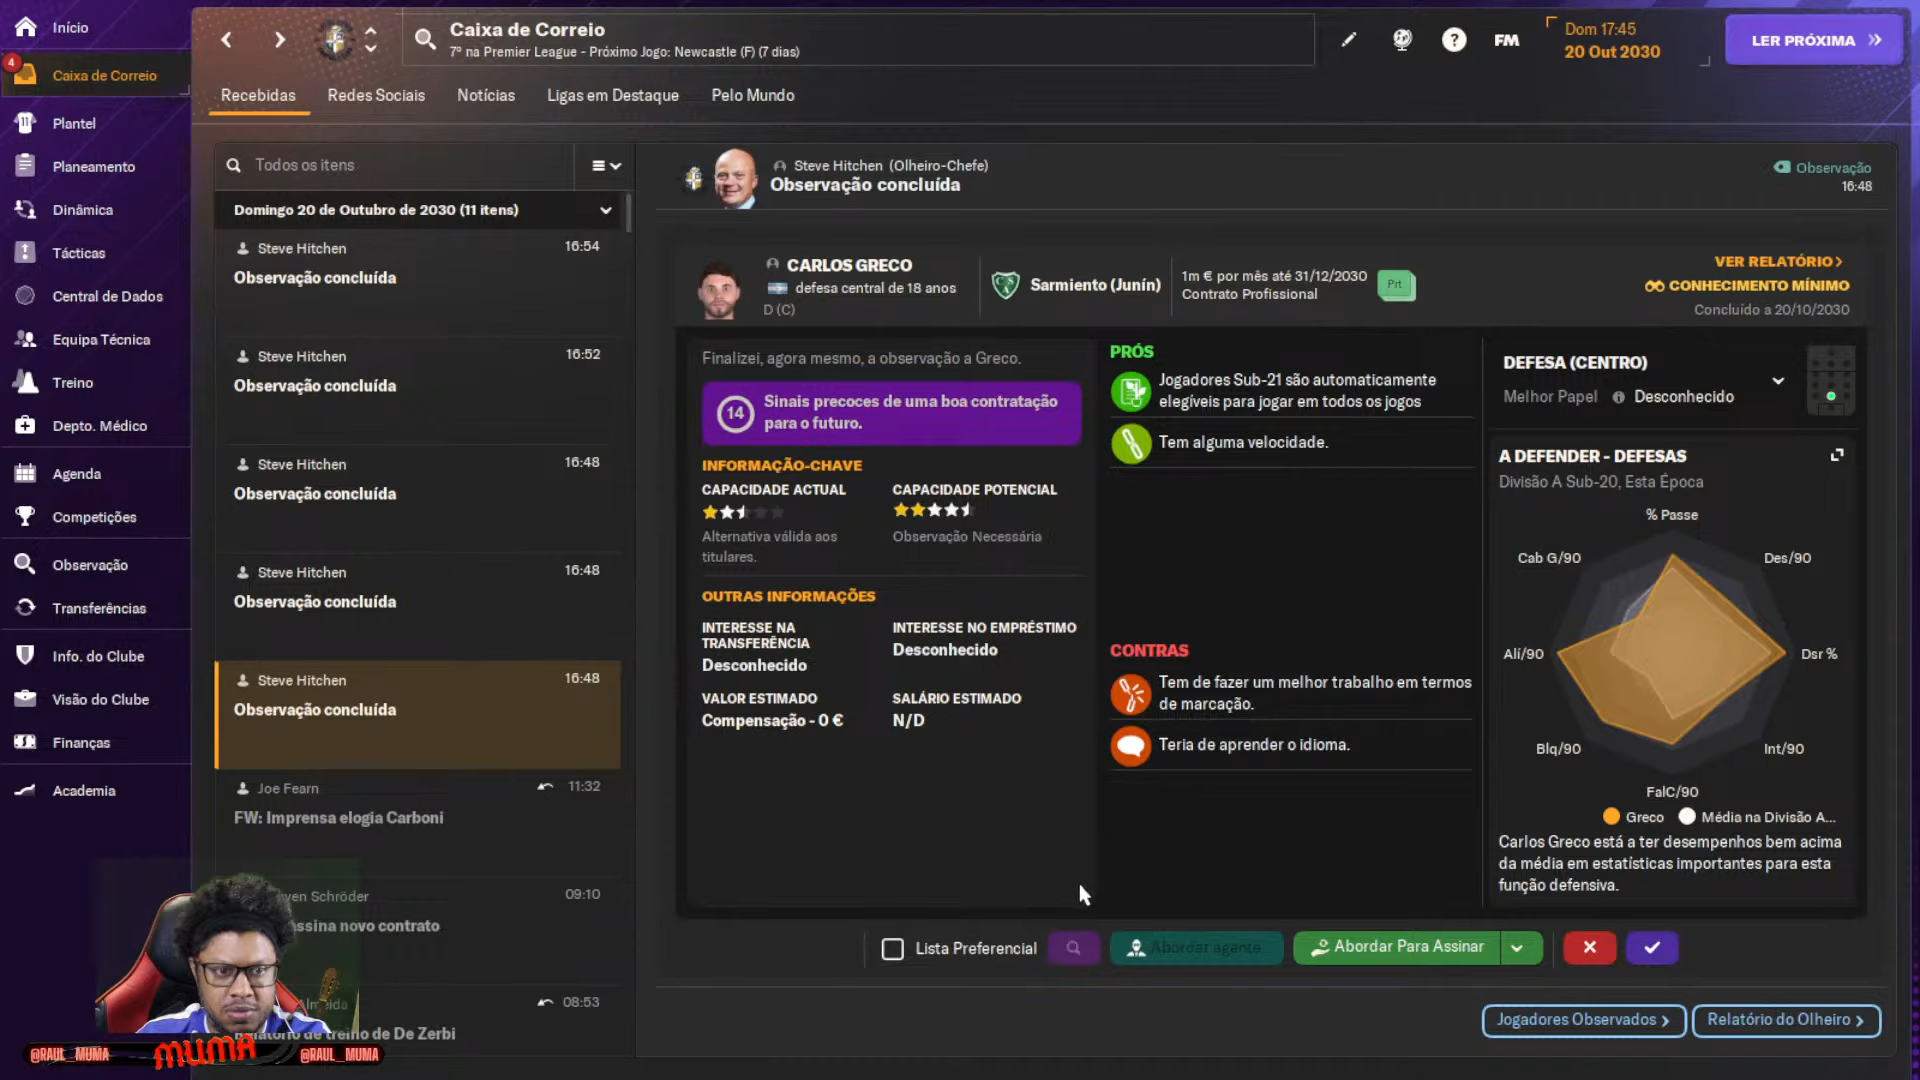 Início
4
Caixa de Correio
Plantel
Planeamento
Dinâmica
Tácticas
Central de Dados
Equipa Técnica
Treino
Depto. Médico
Agenda
Competições
Observação
Transferências
Info. do Clube
Visão do Clube
Finanças
Academia
Caixa de Correio
7º na Premier League - Próximo Jogo: Newcastle (F) (7 dias)
FM
Dom 17:45
20 Out 2030
LER PRÓXIMA
Recebidas
Redes Sociais
Notícias
Ligas em Destaque
Pelo Mundo
Todos os itens
Domingo 20 de Outubro de 2030 (11 itens)
Steve Hitchen 16:54
Observação concluída
Steve Hitchen 16:52
Observação concluída
Steve Hitchen 16:48
Observação concluída
Steve Hitchen 16:48
Observação concluída
Steve Hitchen 16:48
Observação concluída
Joe Fearn 11:32
FW: Imprensa elogia Carboni
Schröder 09:10
novo contrato
08:53
de treino de De Zerbi
@RAUL_MUMA MUMA @RAUL_MUMA
Steve Hitchen (Olheiro-Chefe)
Observação concluída
Observação
16:48
CARLOS GRECO
defesa central de 18 anos
D (C)
Sarmiento (Junín)
1m € por mês até 31/12/2030
Contrato Profissional
Prt
VER RELATÓRIO
CONHECIMENTO MÍNIMO
Concluído a 20/10/2030
Finalizei, agora mesmo, a observação a Greco.
14
Sinais precoces de uma boa contratação
para o futuro.
INFORMAÇÃO-CHAVE
CAPACIDADE ACTUAL
Alternativa válida aos
titulares.
CAPACIDADE POTENCIAL
Observação Necessária
OUTRAS INFORMAÇÕES
INTERESSE NA
TRANSFERÊNCIA
Desconhecido
INTERESSE NO EMPRÉSTIMO
Desconhecido
VALOR ESTIMADO
Compensação - 0 €
SALÁRIO ESTIMADO
N/D
PRÓS
Jogadores Sub-21 são automaticamente
elegíveis para jogar em todos os jogos
Tem alguma velocidade.
CONTRAS
Tem de fazer um melhor trabalho em termos
de marcação.
Teria de aprender o idioma.
DEFESA (CENTRO)
Melhor Papel Desconhecido
A DEFENDER - DEFESAS
Divisão A Sub-20, Esta Época
% Passe
Cab G/90
Des/90
Alí/90
Dsr %
Blq/90
Int/90
FalC/90
Greco
Média na Divisão A...
Carlos Greco está a ter desempenhos bem acima
da média em estatísticas importantes para esta
função defensiva.
Lista Preferencial
Abordar agente
Abordar Para Assinar
Jogadores Observados
Relatório do Olheiro